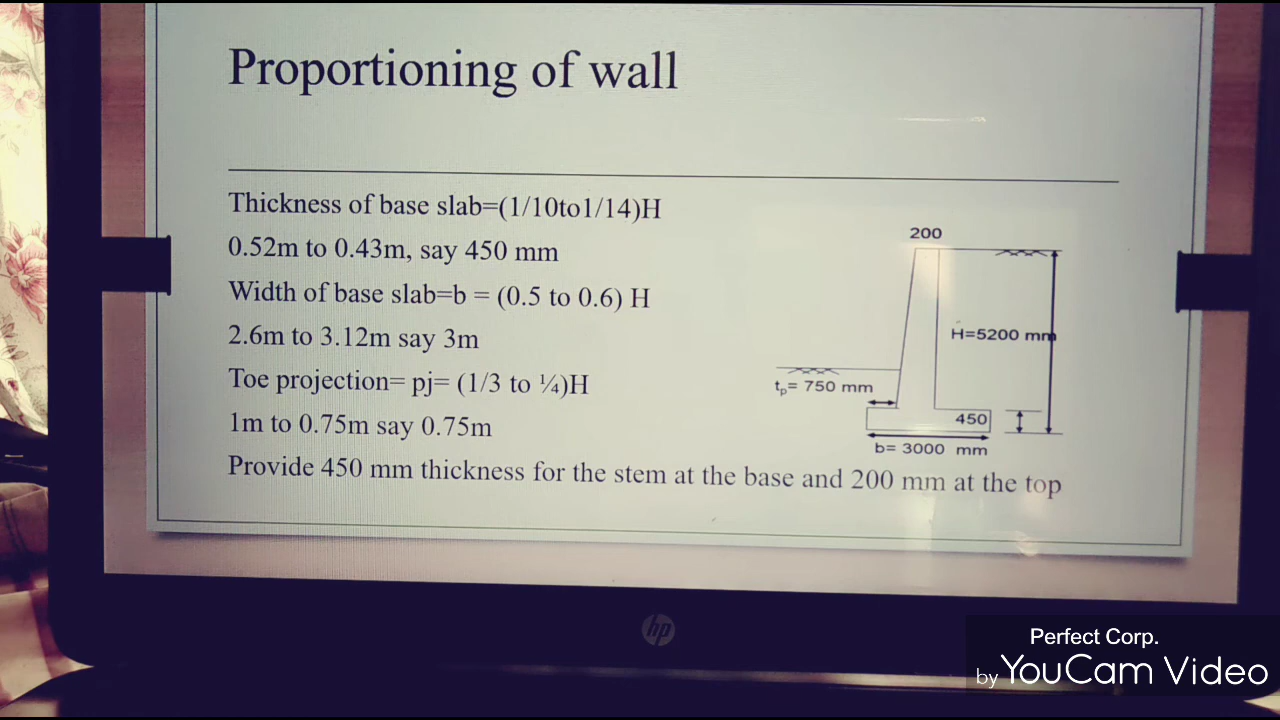 Proportioning of wall
Thickness of base slab=(1/10to1/14)H
0.52m to 0.43m, say 450 mm
Width of base slab=b = (0.5 to 0.6) H
2.6m to 3.12m say 3m
Toe projection= pj= (1/3 to ¼)H
1m to 0.75m say 0.75m
Provide 450 mm thickness for the stem at the base and 200 mm at the top
200
H=5200 mm
tp= 750 mm
450
b= 3000 mm
hp
Perfect Corp.
by YouCam Video